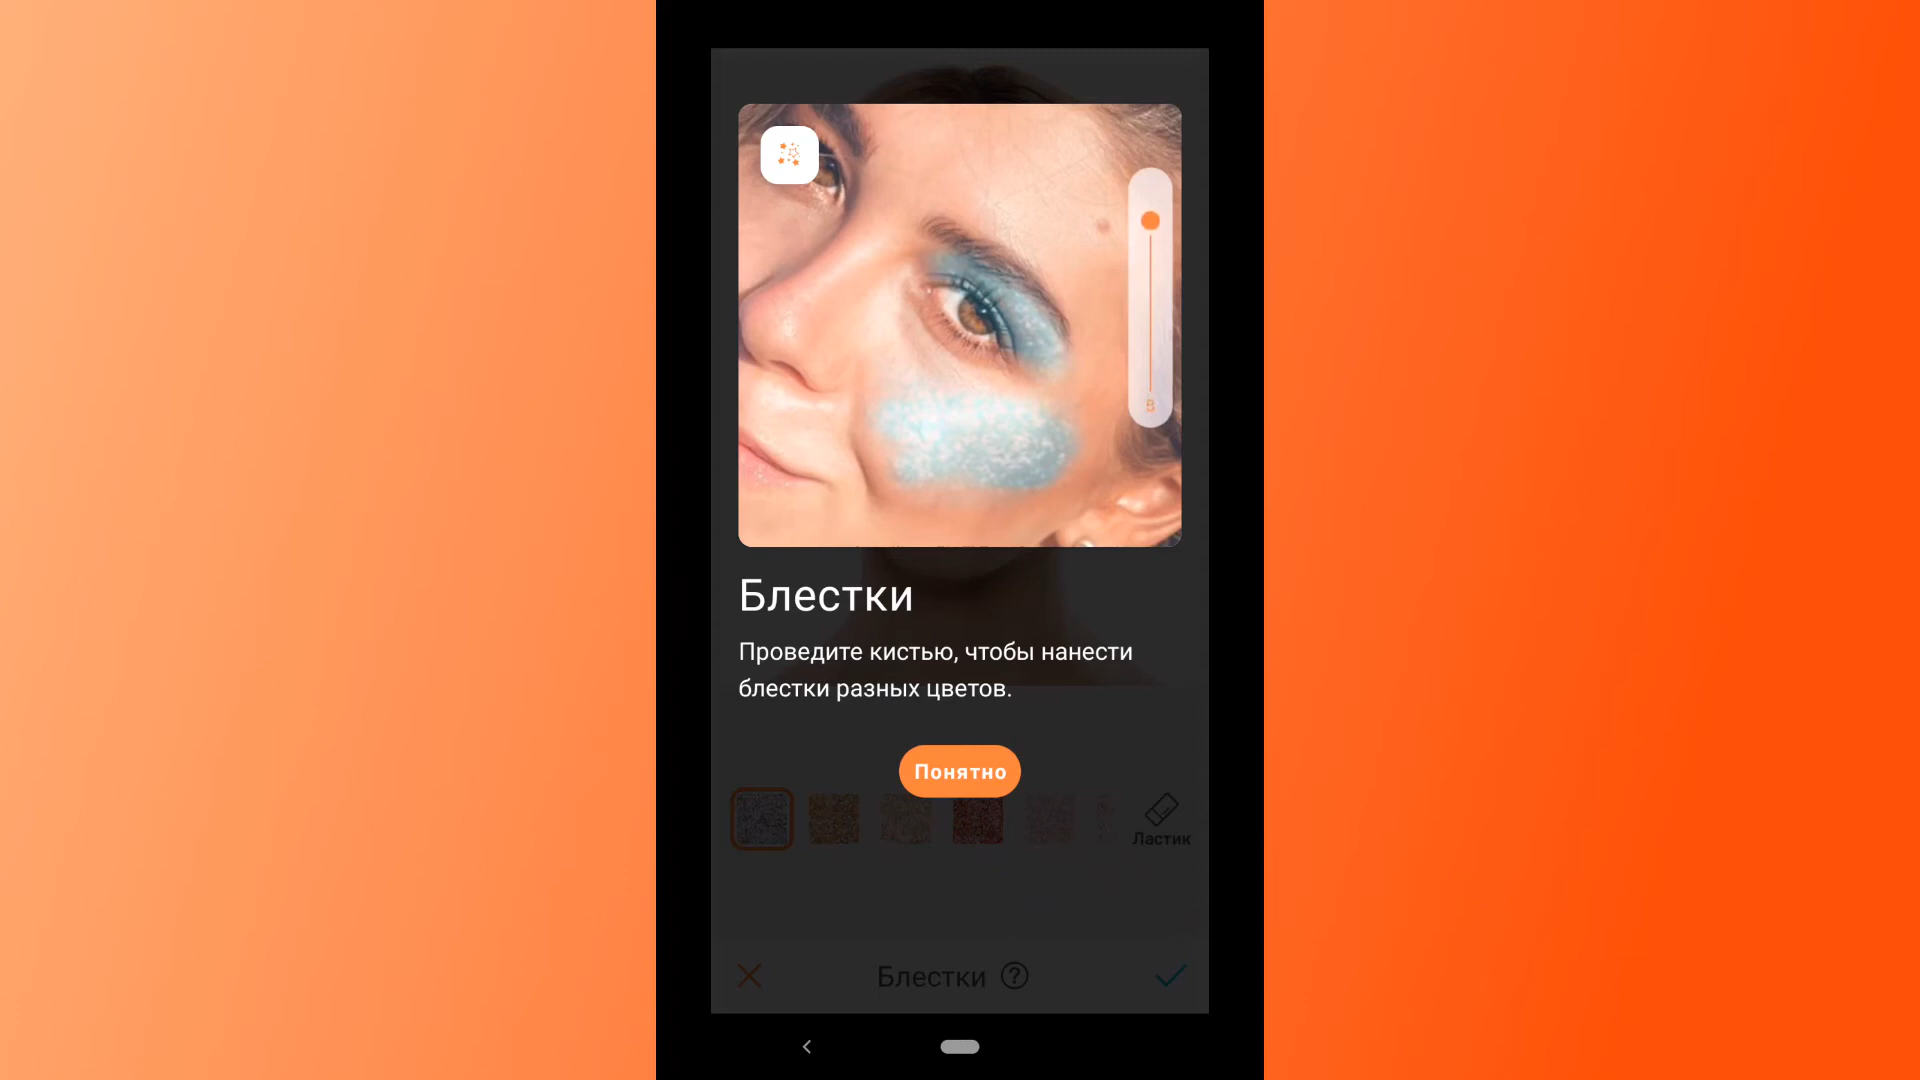 Блестки
Проведите кистью, чтобы нанести
блестки разных цветов.
Понятно
Ластик
Блестки ?